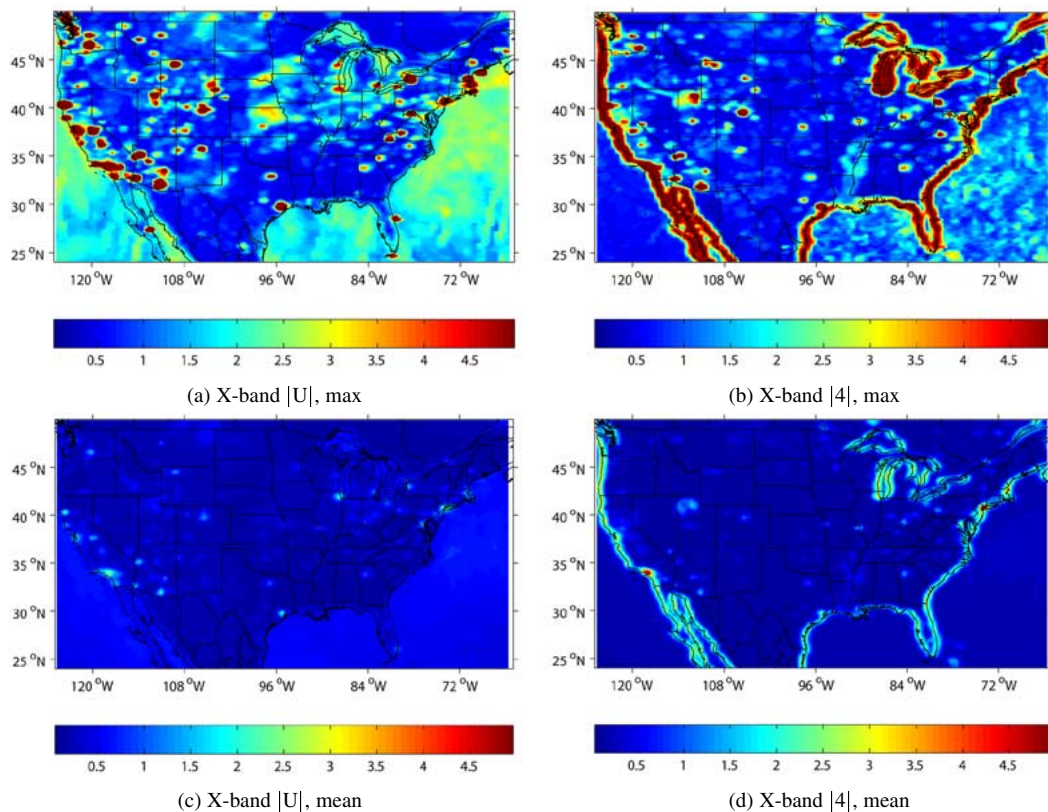 45 °N
40 °N
35 °N
30 °N
25 °N
120 °W 108 °W 96 °W 84 °W 72 °W
0.5 1 1.5 2 2.5 3 3.5 4 4.5
(a) X-band |U|, max
45 °N
40 °N
35 °N
30 °N
25 °N
120 °W 108 °W 96 °W 84 °W 72 °W
0.5 1 1.5 2 2.5 3 3.5 4 4.5
(b) X-band |4|, max
45 °N
40 °N
35 °N
30 °N
25 °N
120 °W 108 °W 96 °W 84 °W 72 °W
0.5 1 1.5 2 2.5 3 3.5 4 4.5
(c) X-band |U|, mean
45 °N
40 °N
35 °N
30 °N
25 °N
120 °W 108 °W 96 °W 84 °W 72 °W
0.5 1 1.5 2 2.5 3 3.5 4 4.5
(d) X-band |4|, mean